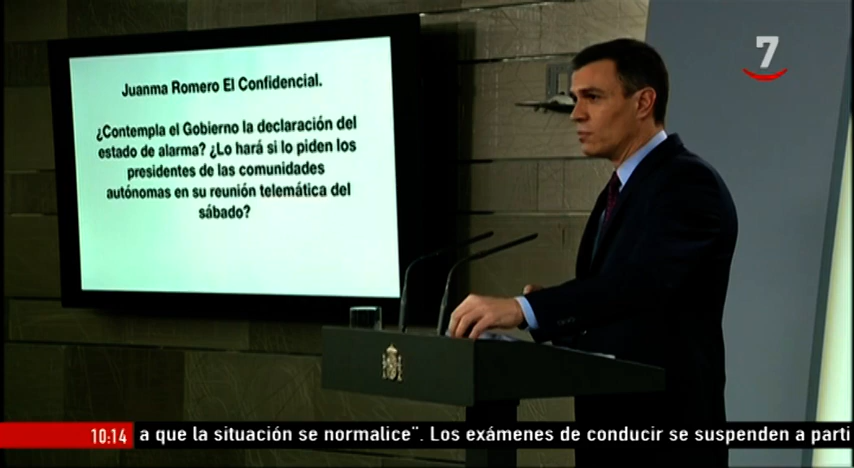 7
Juanma Romero El Confidencial.
¿Contempla el Gobierno la declaración del
estado de alarma? ¿Lo hará si lo piden los
presidentes de las comunidades
autónomas en su reunión telemática del
sábado?
10:14 a que la situación se normalice¨. Los exámenes de conducir se suspenden a parti